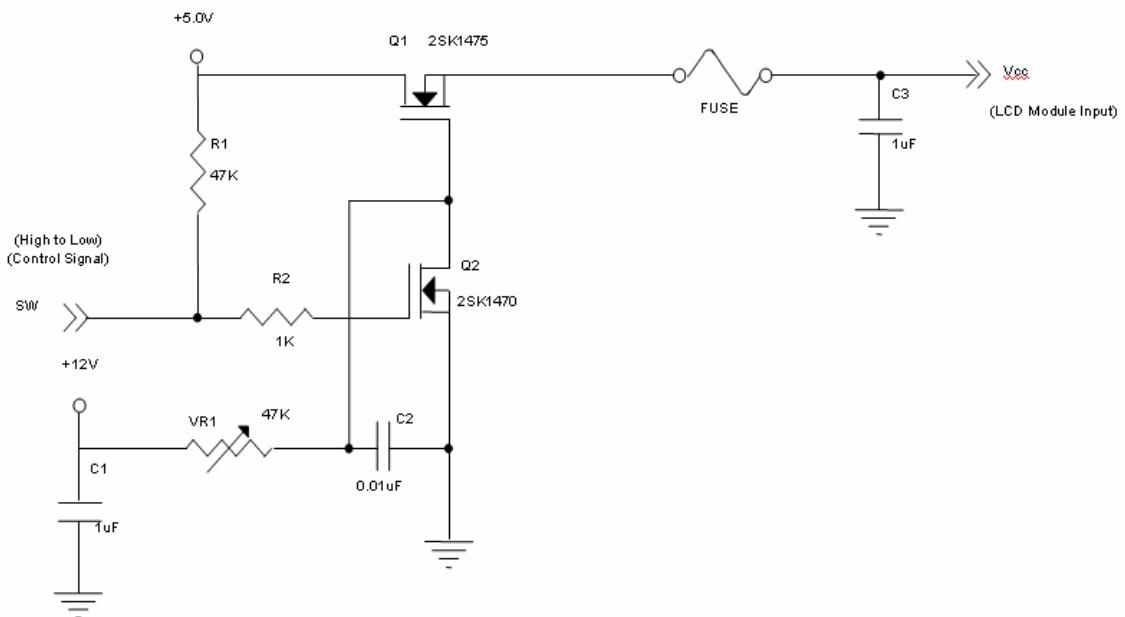 +5.0V
Q1 2SK1475
Vcc
C3
FUSE
(LCD Module Input)
R1
1uF
47K
(High to Low)
(Control Signal)
Q2
R2
SW
2SK1470
1K
+12V
47K
VR1
C2
C1
0.01uF
1uF